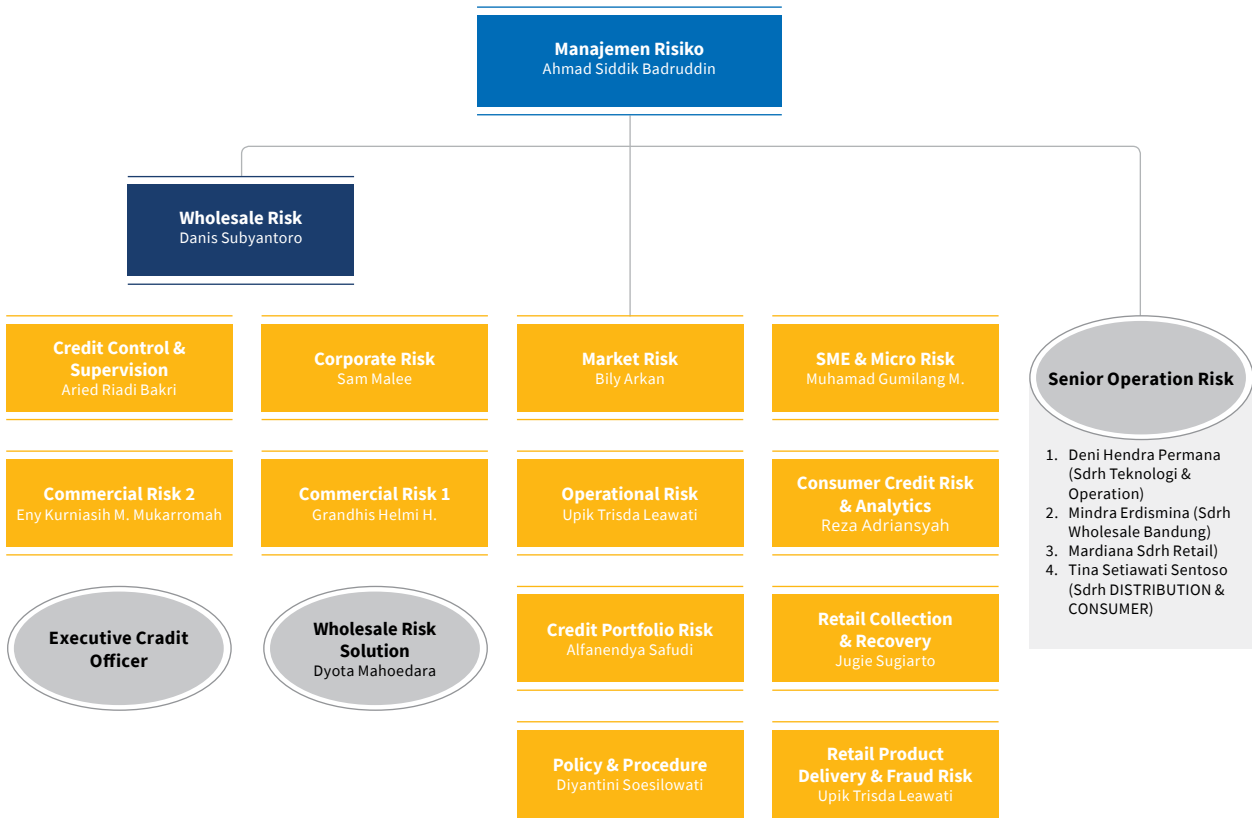 Manajemen Risiko
Ahmad Siddik Badruddin
Wholesale Risk
Danis Subyantoro
Credit Control &
Supervision
Aried Riadi Bakri
Corporate Risk
Sam Malee
Market Risk
Bily Arkan
SME & Micro Risk
Muhamad Gumilang M.
Senior Operation Risk
1. Deni Hendra Permana
(Sdrh Teknologi &
Operation)
2. Mindra Erdismina (Sdrh
Wholesale Bandung)
3. Mardiana Sdrh Retail)
4. Tina Setiawati Sentoso
(Sdrh DISTRIBUTION &
CONSUMER)
Commercial Risk 2
Eny Kurniasih M. Mukarromah
Commercial Risk 1
Grandhis Helmi H.
Operational Risk
Upik Trisda Leawati
Consumer Credit Risk
& Analytics
Reza Adriansyah
Executive Cradit
Officer
Wholesale Risk
Solution
Dyota Mahoedara
Credit Portfolio Risk
Alfanendya Safudi
Retail Collection
& Recovery
Jugie Sugiarto
Policy & Procedure
Diyantini Soesilowati
Retail Product
Delivery & Fraud Risk
Upik Trisda Leawati